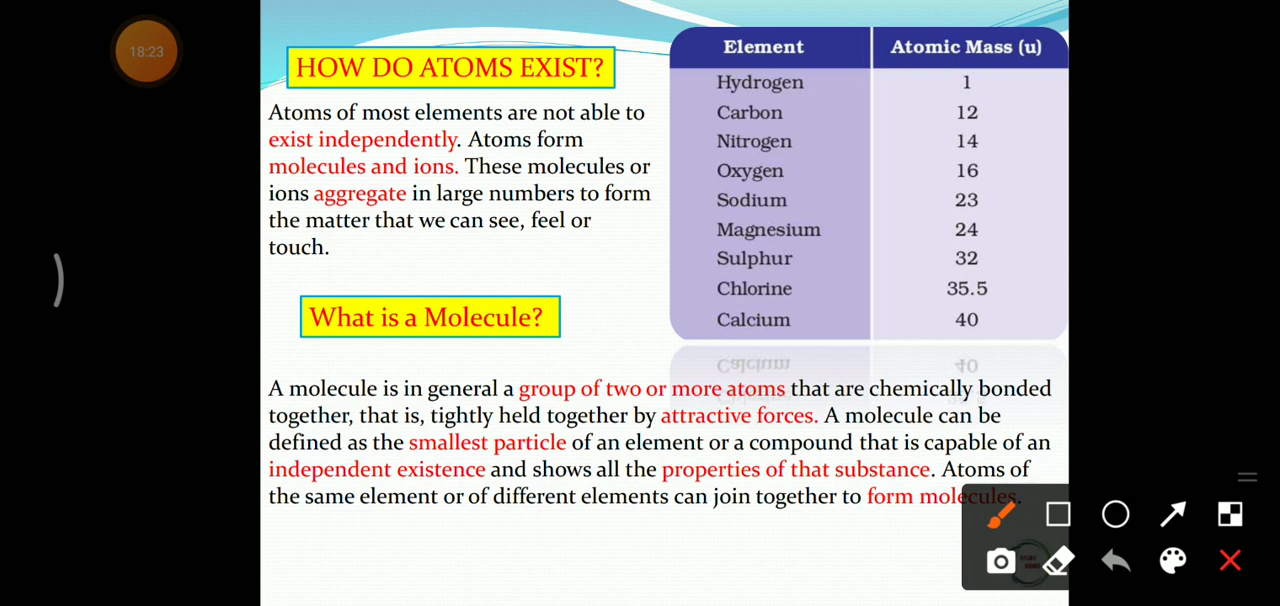 18:23
HOW DO ATOMS EXIST?
Atoms of most elements are not able to
exist independently. Atoms form
molecules and ions. These molecules or
ions aggregate in large numbers to form
the matter that we can see, feel or
touch.
Element Atomic Mass (u)
Hydrogen 1
Carbon 12
Nitrogen 14
Oxygen 16
Sodium 23
Magnesium 24
Sulphur 32
Chlorine 35.5
Calcium 40
What is a Molecule?
A molecule is in general a group of two or more atoms that are chemically bonded
together, that is, tightly held together by attractive forces. A molecule can be
defined as the smallest particle of an element or a compound that is capable of an
independent existence and shows all the properties of that substance. Atoms of
the same element or of different elements can join together to form molecules.